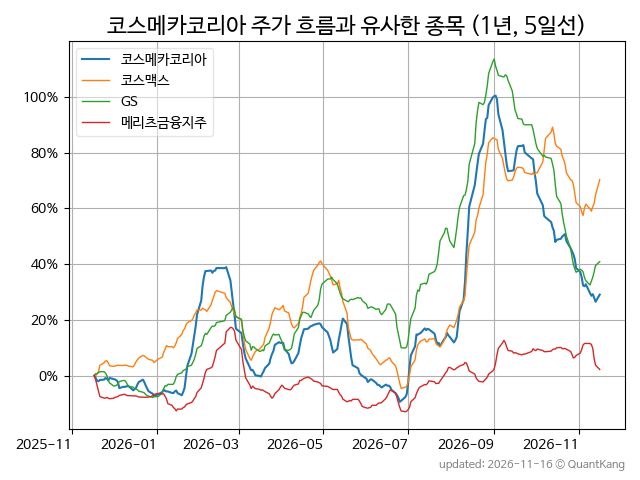 코스메카코리아 주가 흐름과 유사한 종목 (1년, 5일선)
코스메카코리아
코스맥스
GS
메리츠금융지주
100%
80%
60%
40%
20%
0%
2025-11
2026-01
2026-03
2026-05
2026-07
2026-09
2026-11
updated: 2026-11-16 © QuantKang